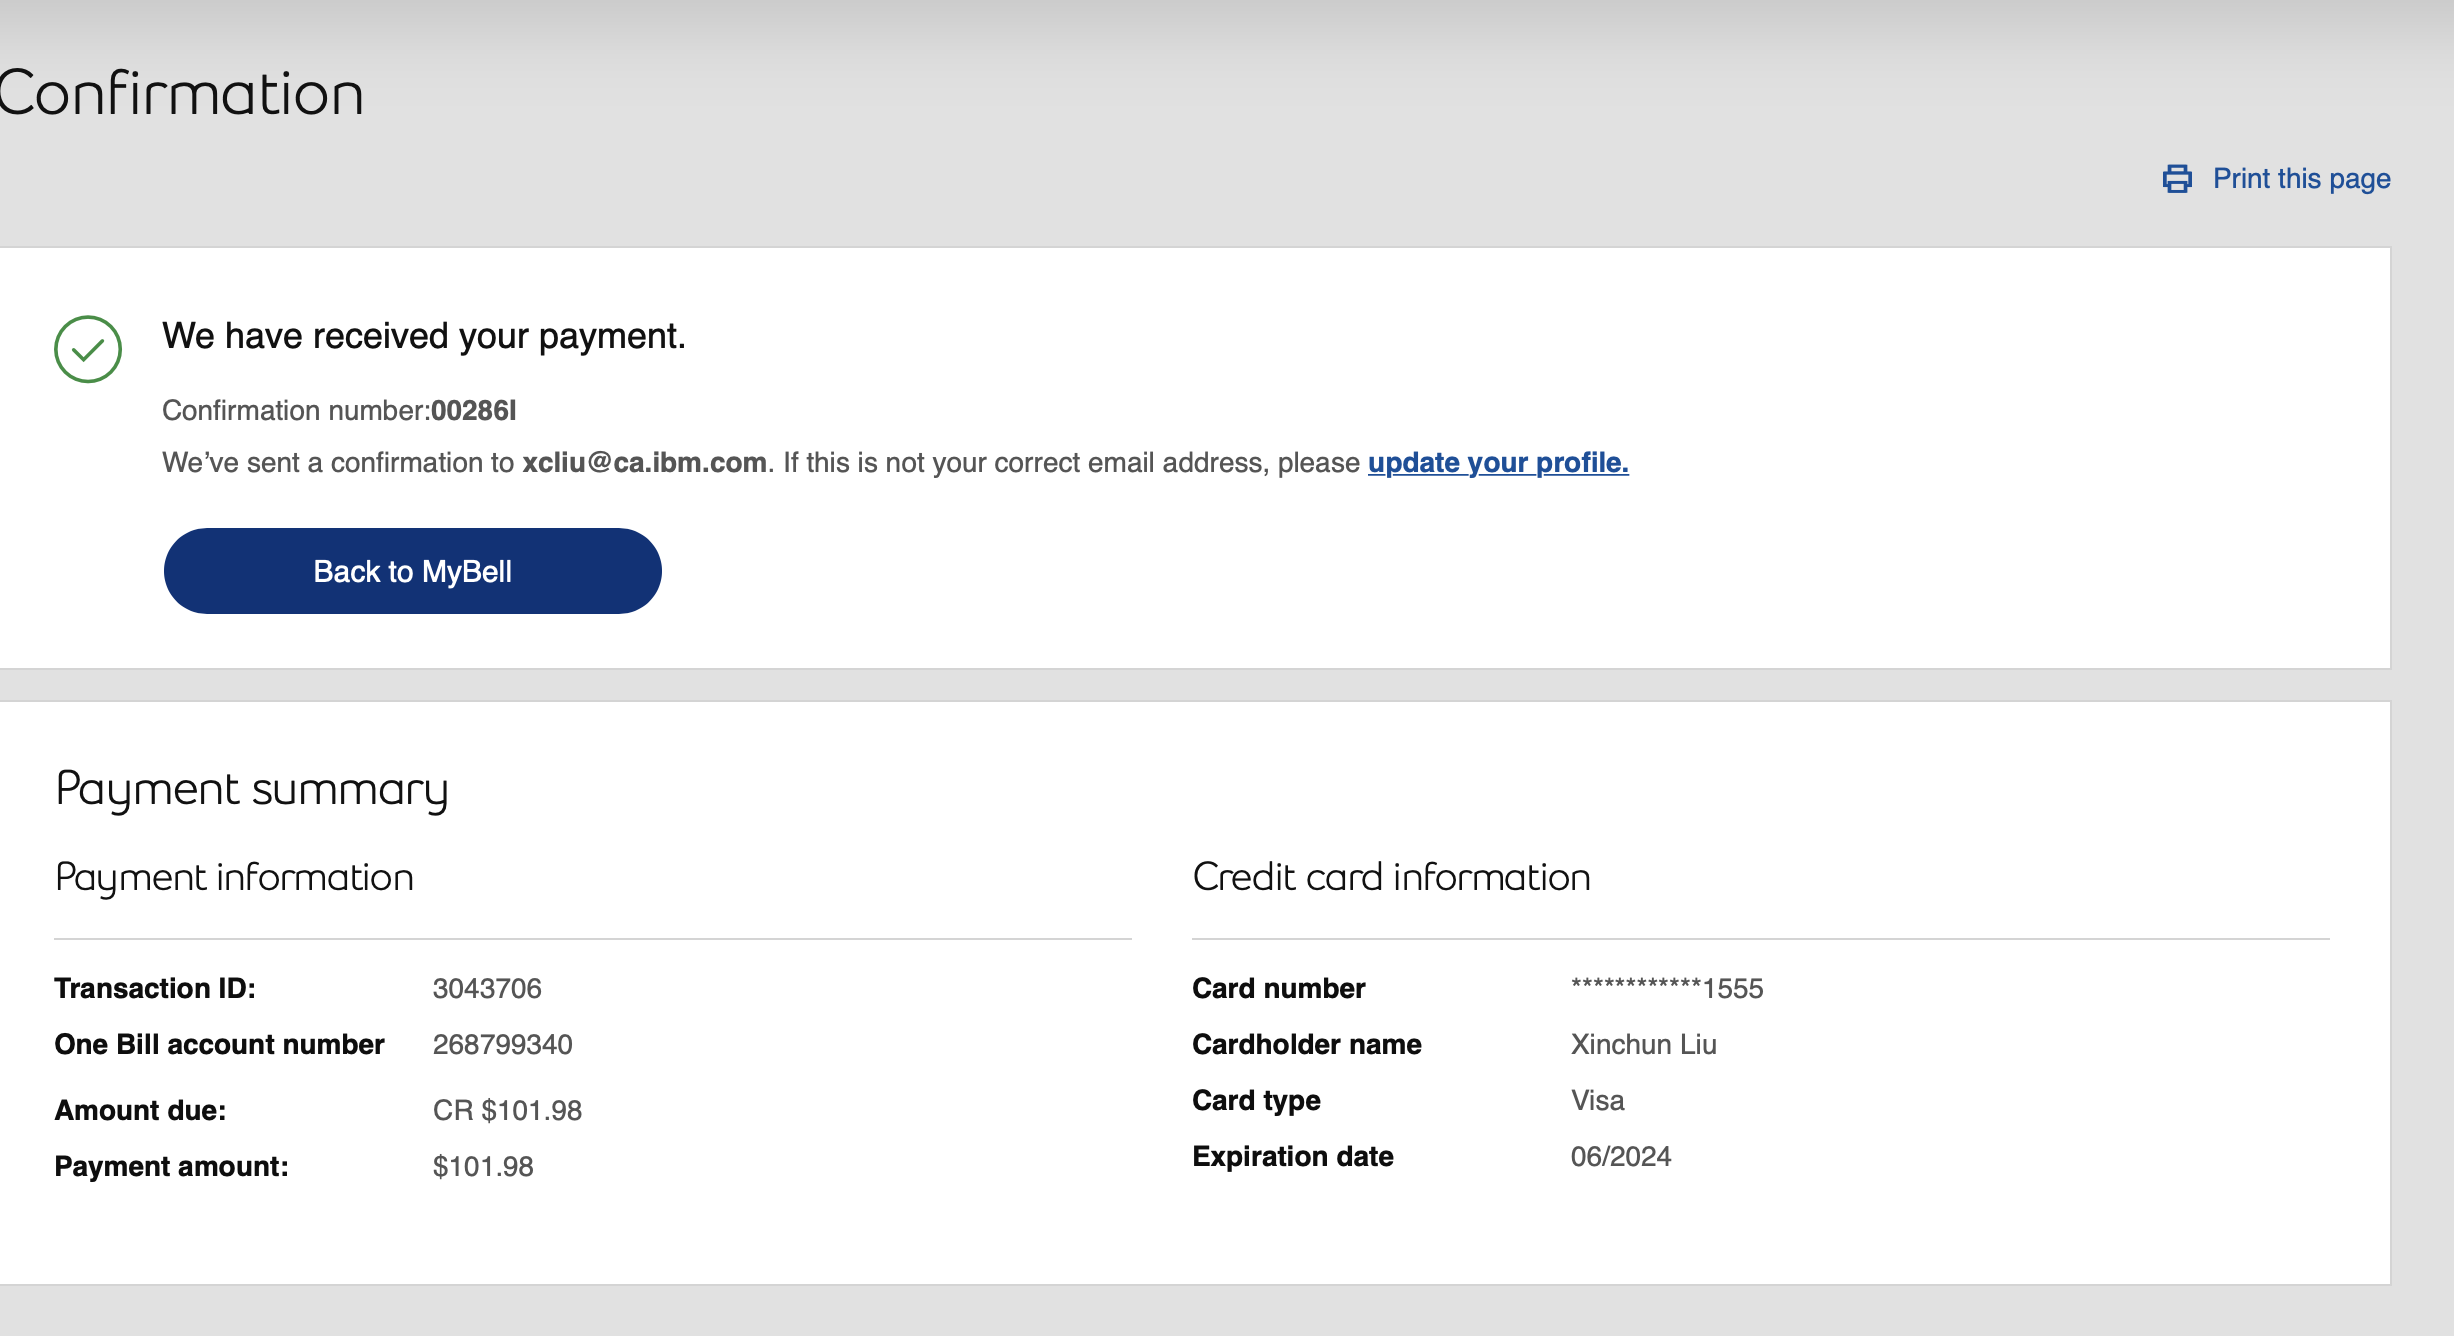 Confirmation
Print this page
We have received your payment.
Confirmation number:00286I
We've sent a confirmation to xcliu@ca.ibm.com. If this is not your correct email address, please update your profile.
Back to MyBell
Payment summary
Payment information
Transaction ID: 3043706
One Bill account number 268799340
Amount due: CR $101.98
Payment amount: $101.98
Credit card information
Card number ************1555
Cardholder name Xinchun Liu
Card type Visa
Expiration date 06/2024